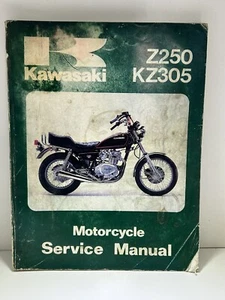 Kawasaki
Z250
KZ305
Motorcycle
Service Manual